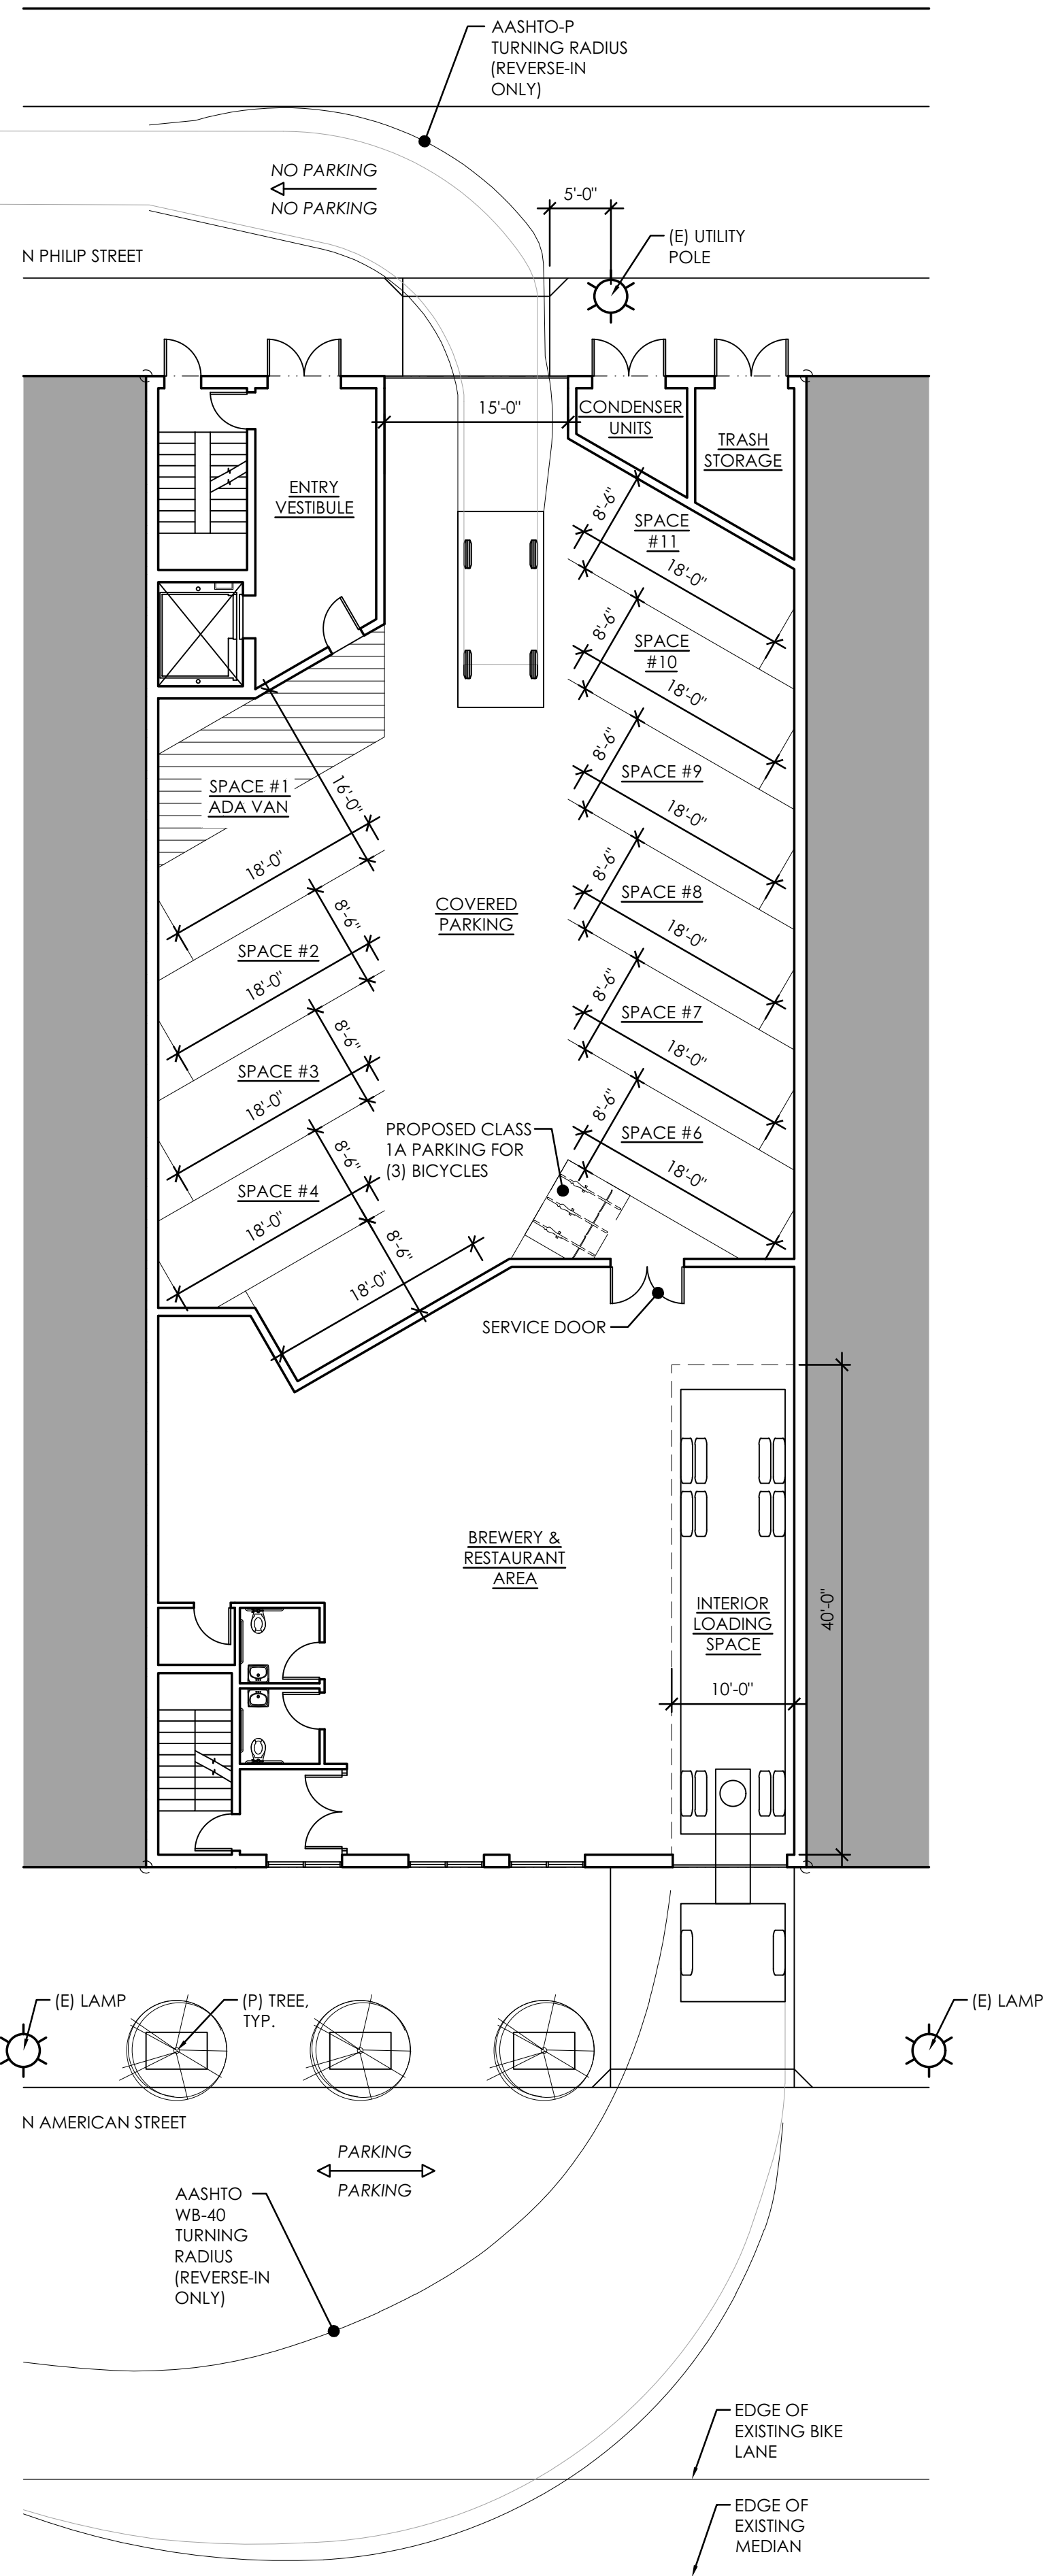 AASHTO-P
TURNING RADIUS
(REVERSE-IN
ONLY)
NO PARKING
NO PARKING
5'-0"
(E) UTILITY
POLE
N PHILIP STREET
15'-0"
CONDENSER
UNITS
TRASH
STORAGE
ENTRY
VESTIBULE
8'-6"
SPACE
#11
18'-0"
8'-6"
SPACE
#10
18'-0"
SPACE #1
ADA VAN
16'-0"
18'-0"
8'-6"
SPACE #9
18'-0"
8'-6"
SPACE #8
18'-0"
COVERED
PARKING
8'-6"
SPACE #2
18'-0"
8'-6"
SPACE #7
18'-0"
8'-6"
SPACE #3
18'-0"
8'-6"
SPACE #6
18'-0"
PROPOSED CLASS
1A PARKING FOR
(3) BICYCLES
8'-6"
SPACE #4
18'-0"
8'-6"
18'-0"
SERVICE DOOR
BREWERY &
RESTAURANT
AREA
INTERIOR
LOADING
SPACE
40'-0"
10'-0"
(E) LAMP
(P) TREE,
TYP.
(E) LAMP
N AMERICAN STREET
PARKING
PARKING
AASHTO
WB-40
TURNING
RADIUS
(REVERSE-IN
ONLY)
EDGE OF
EXISTING BIKE
LANE
EDGE OF
EXISTING
MEDIAN